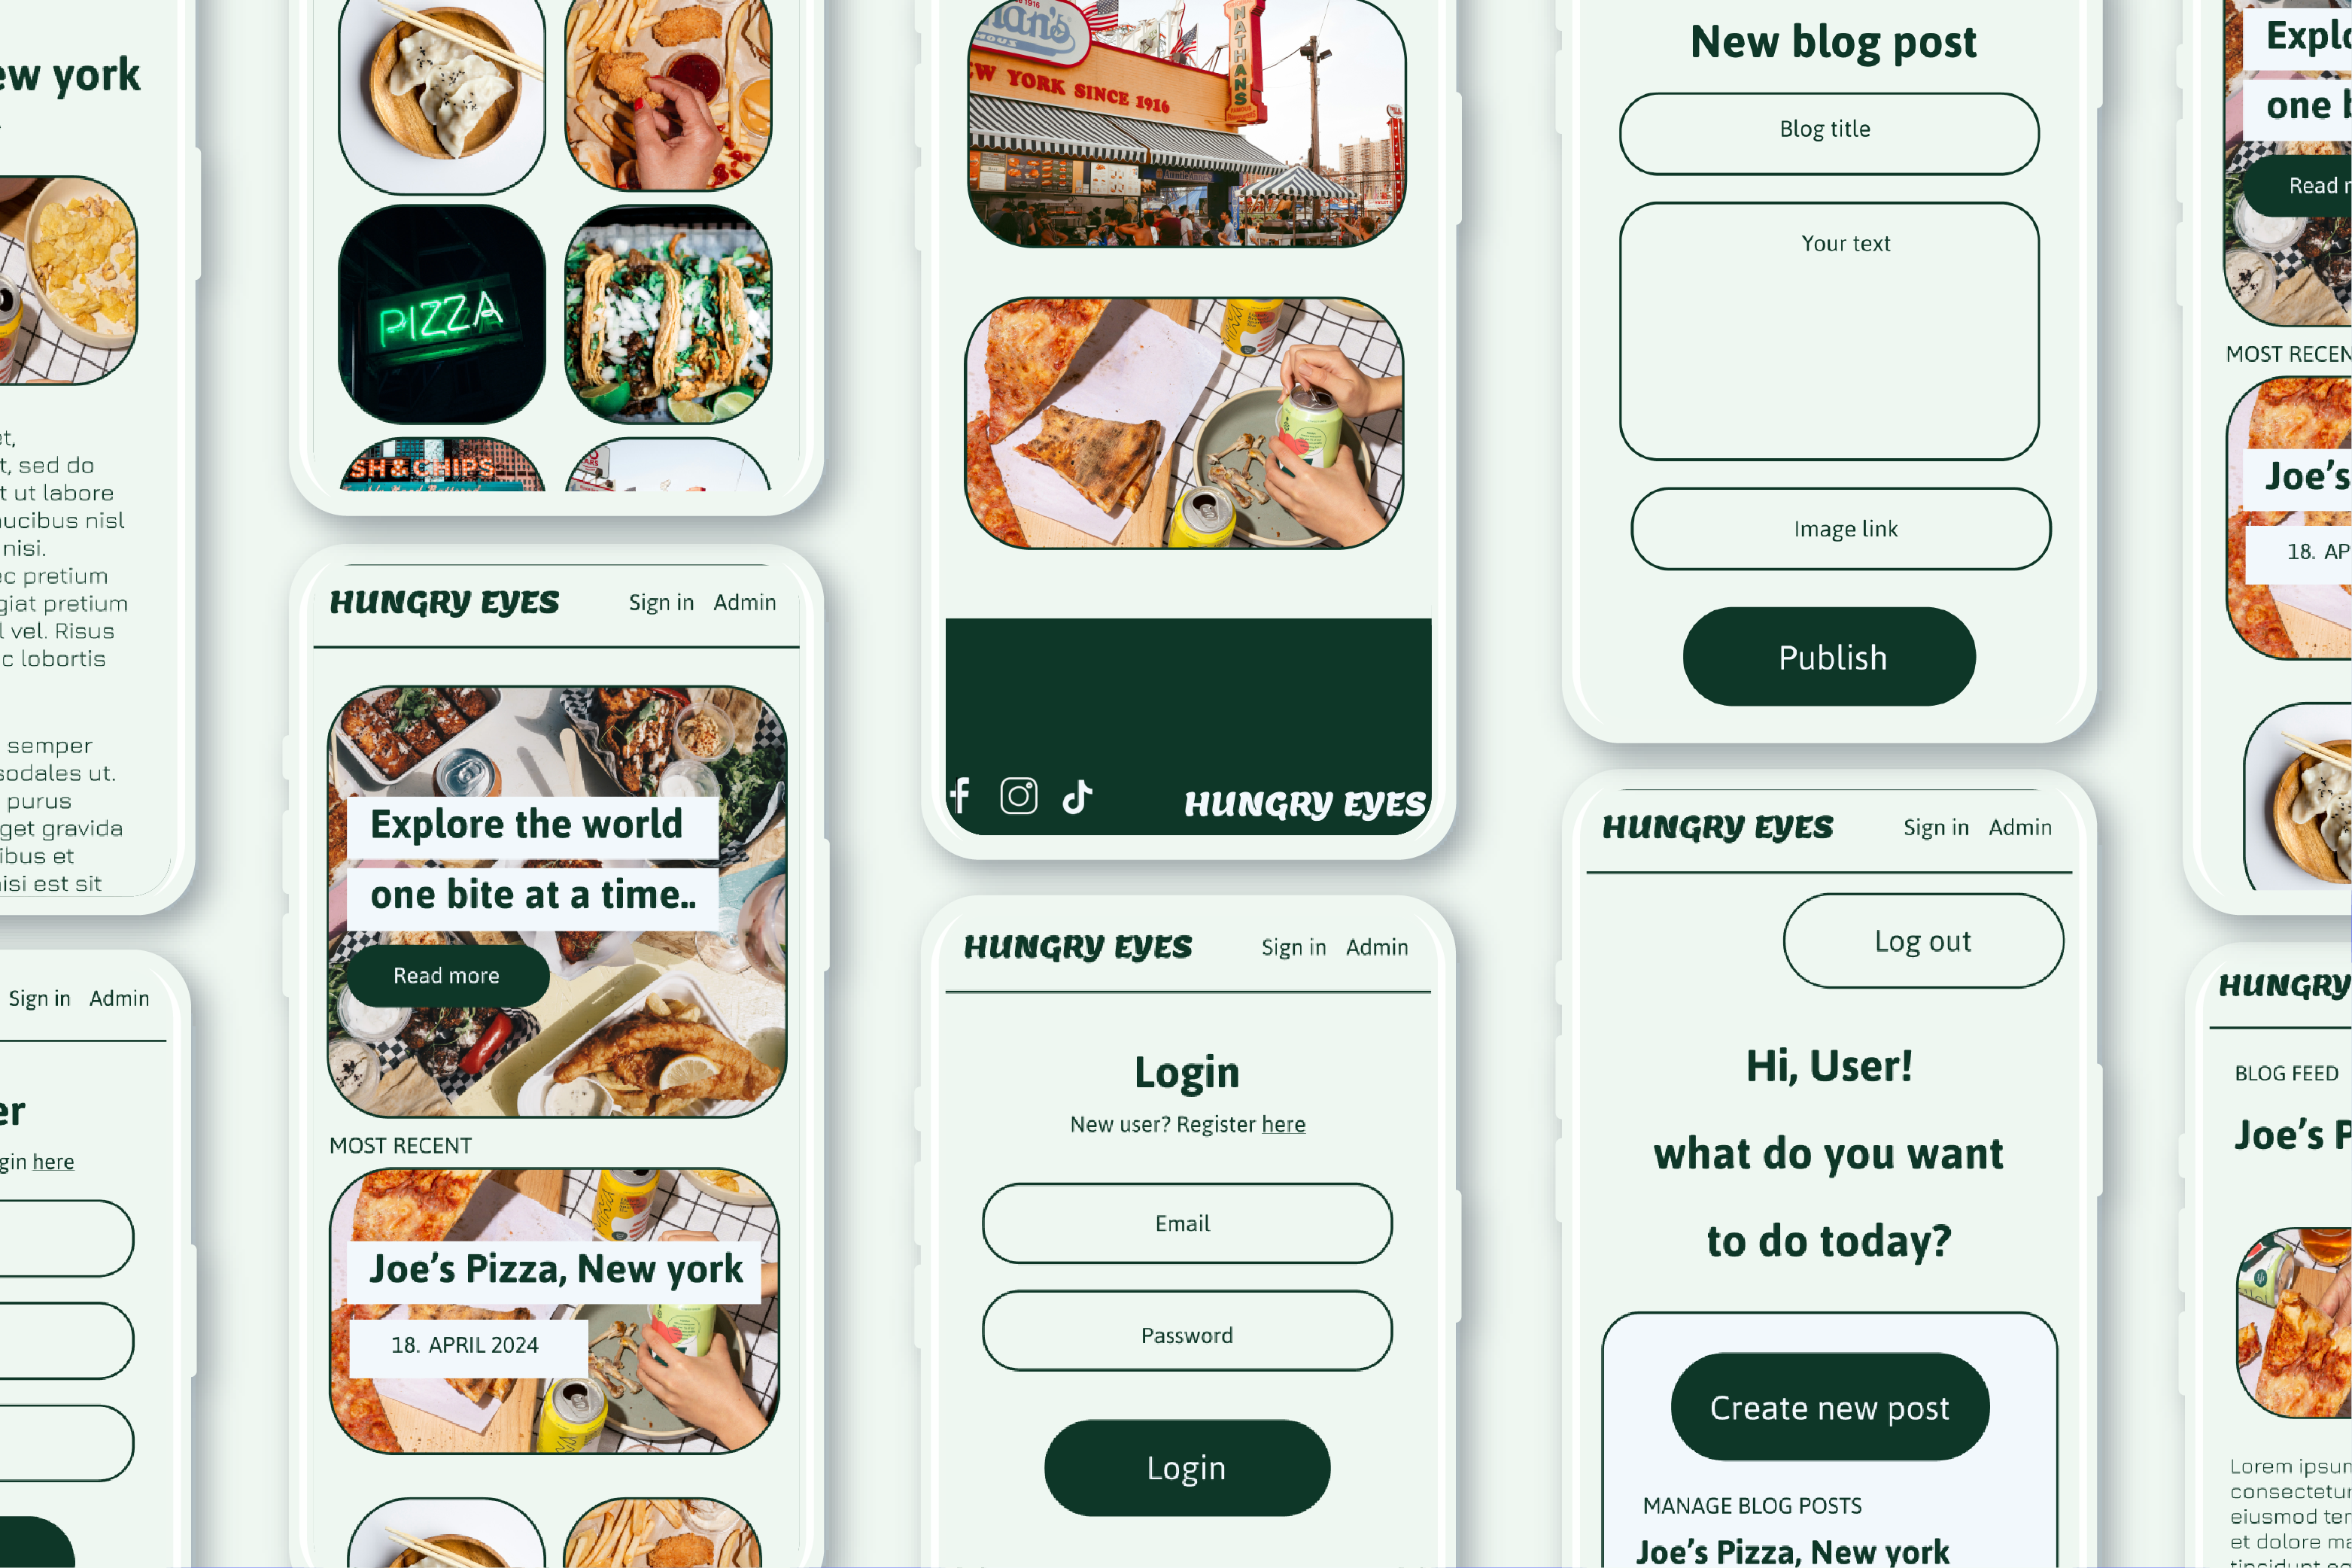 ew york
et,
t, sed do
t ut labore
aucibus nisl
nisi.
ec pretium
giat pretium
l vel. Risus
c lobortis
semper
sodales ut.
purus
get gravida
ibus et
nisi est sit
Sign in Admin
er
gin here
PIZZA
SH & CHIPS
HUNGRY EYES Sign in Admin
Explore the world
one bite at a time..
Read more
MOST RECENT
Joe's Pizza, New york
18. APRIL 2024
NATHANS
EW YORK SINCE 1916
HUNGRY EYES
HUNGRY EYES Sign in Admin
Login
New user? Register here
Email
Password
Login
New blog post
Blog title
Your text
Image link
Publish
HUNGRY EYES Sign in Admin
Log out
Hi, User!
what do you want
to do today?
Create new post
MANAGE BLOG POSTS
Joe's Pizza, New york
Explo
one b
Read m
MOST RECEN
Joe's
18. AP
HUNGRY
BLOG FEED
Joe's P
Lorem ipsum
consectetur
eiusmod tem
et dolore m